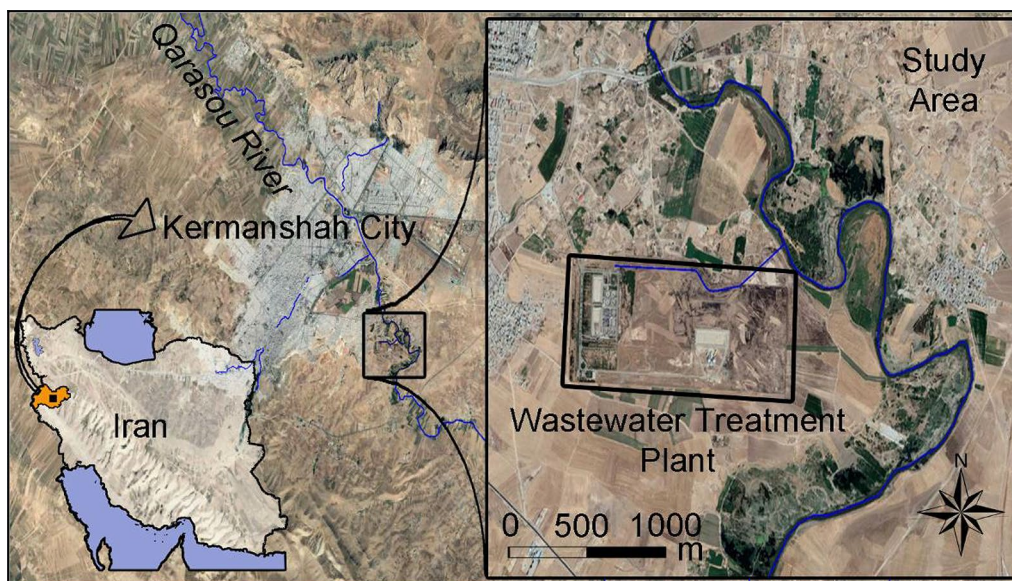 Qarasou River
Kermanshah City
Iran
Study
Area
Wastewater Treatment
Plant
N
0 500 1000
m